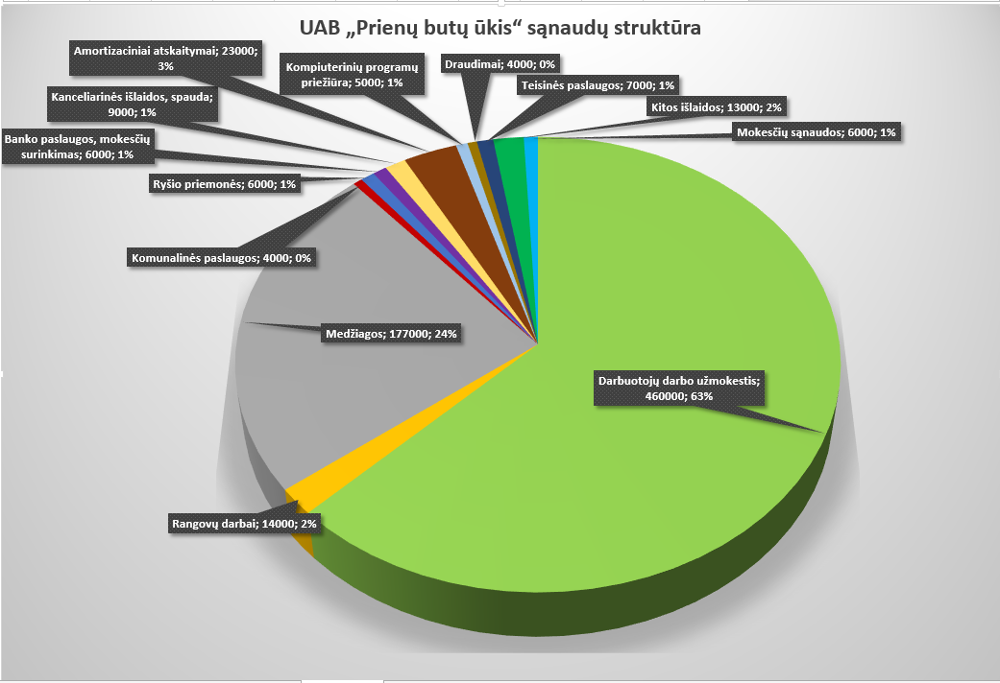 UAB „Prienų butų ūkis“ sąnaudų struktūra
Amortizaciniai atskaitymai; 23000;
3%
Kompiuterinių programų
priežiūra; 5000; 1%
Draudimai; 4000; 0%
Teisinės paslaugos; 7000; 1%
Kanceliarinės išlaidos, spauda;
9000; 1%
Kitos išlaidos; 13000; 2%
Mokesčių sąnaudos; 6000; 1%
Banko paslaugos, mokesčių
surinkimas; 6000; 1%
Ryšio priemonės; 6000; 1%
Komunalinės paslaugos; 4000; 0%
Medžiagos; 177000; 24%
Darbuotojų darbo užmokestis;
460000; 63%
Rangovų darbai; 14000; 2%